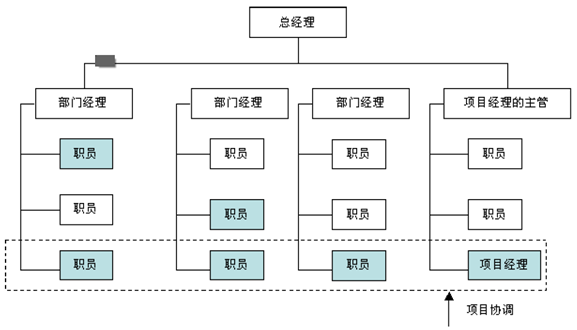 总经理
部门经理 部门经理 部门经理 项目经理的主管
职员 职员 职员 职员
职员 职员 职员 职员
职员 职员 职员 项目经理
项目协调